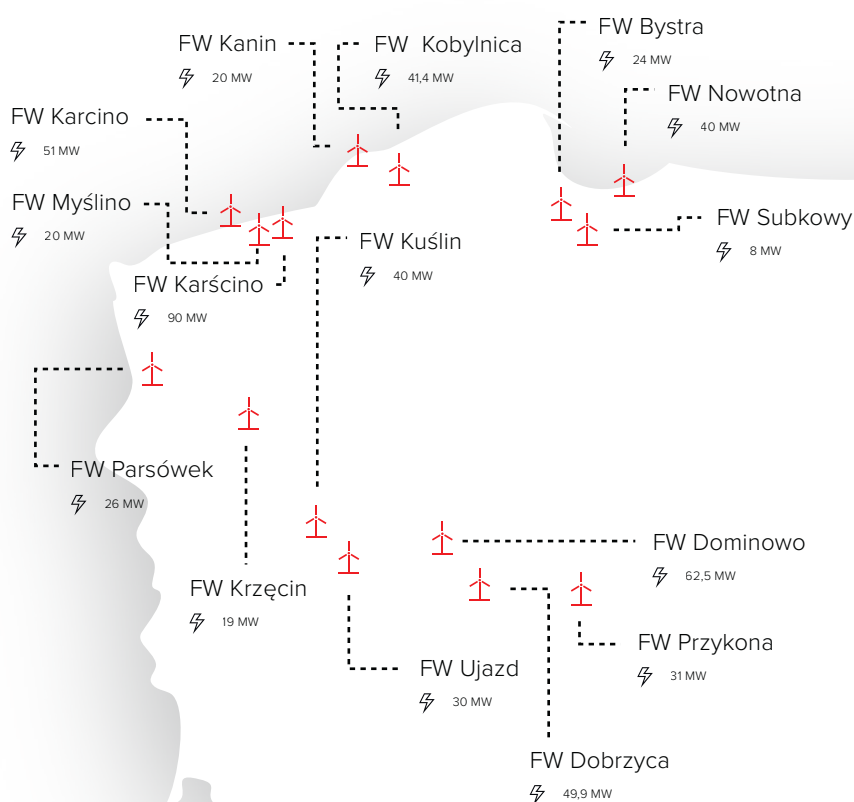 FW Bystra
24 MW
FW Kanin
20 MW
FW Kobylnica
41,4 MW
FW Nowotna
40 MW
FW Karcino
51 MW
FW Myślino
20 MW
FW Subkowy
8 MW
FW Kuślin
40 MW
FW Karścino
90 MW
FW Parsówek
26 MW
FW Dominowo
62,5 MW
FW Krzęcin
19 MW
FW Przykona
31 MW
FW Ujazd
30 MW
FW Dobrzyca
49,9 MW